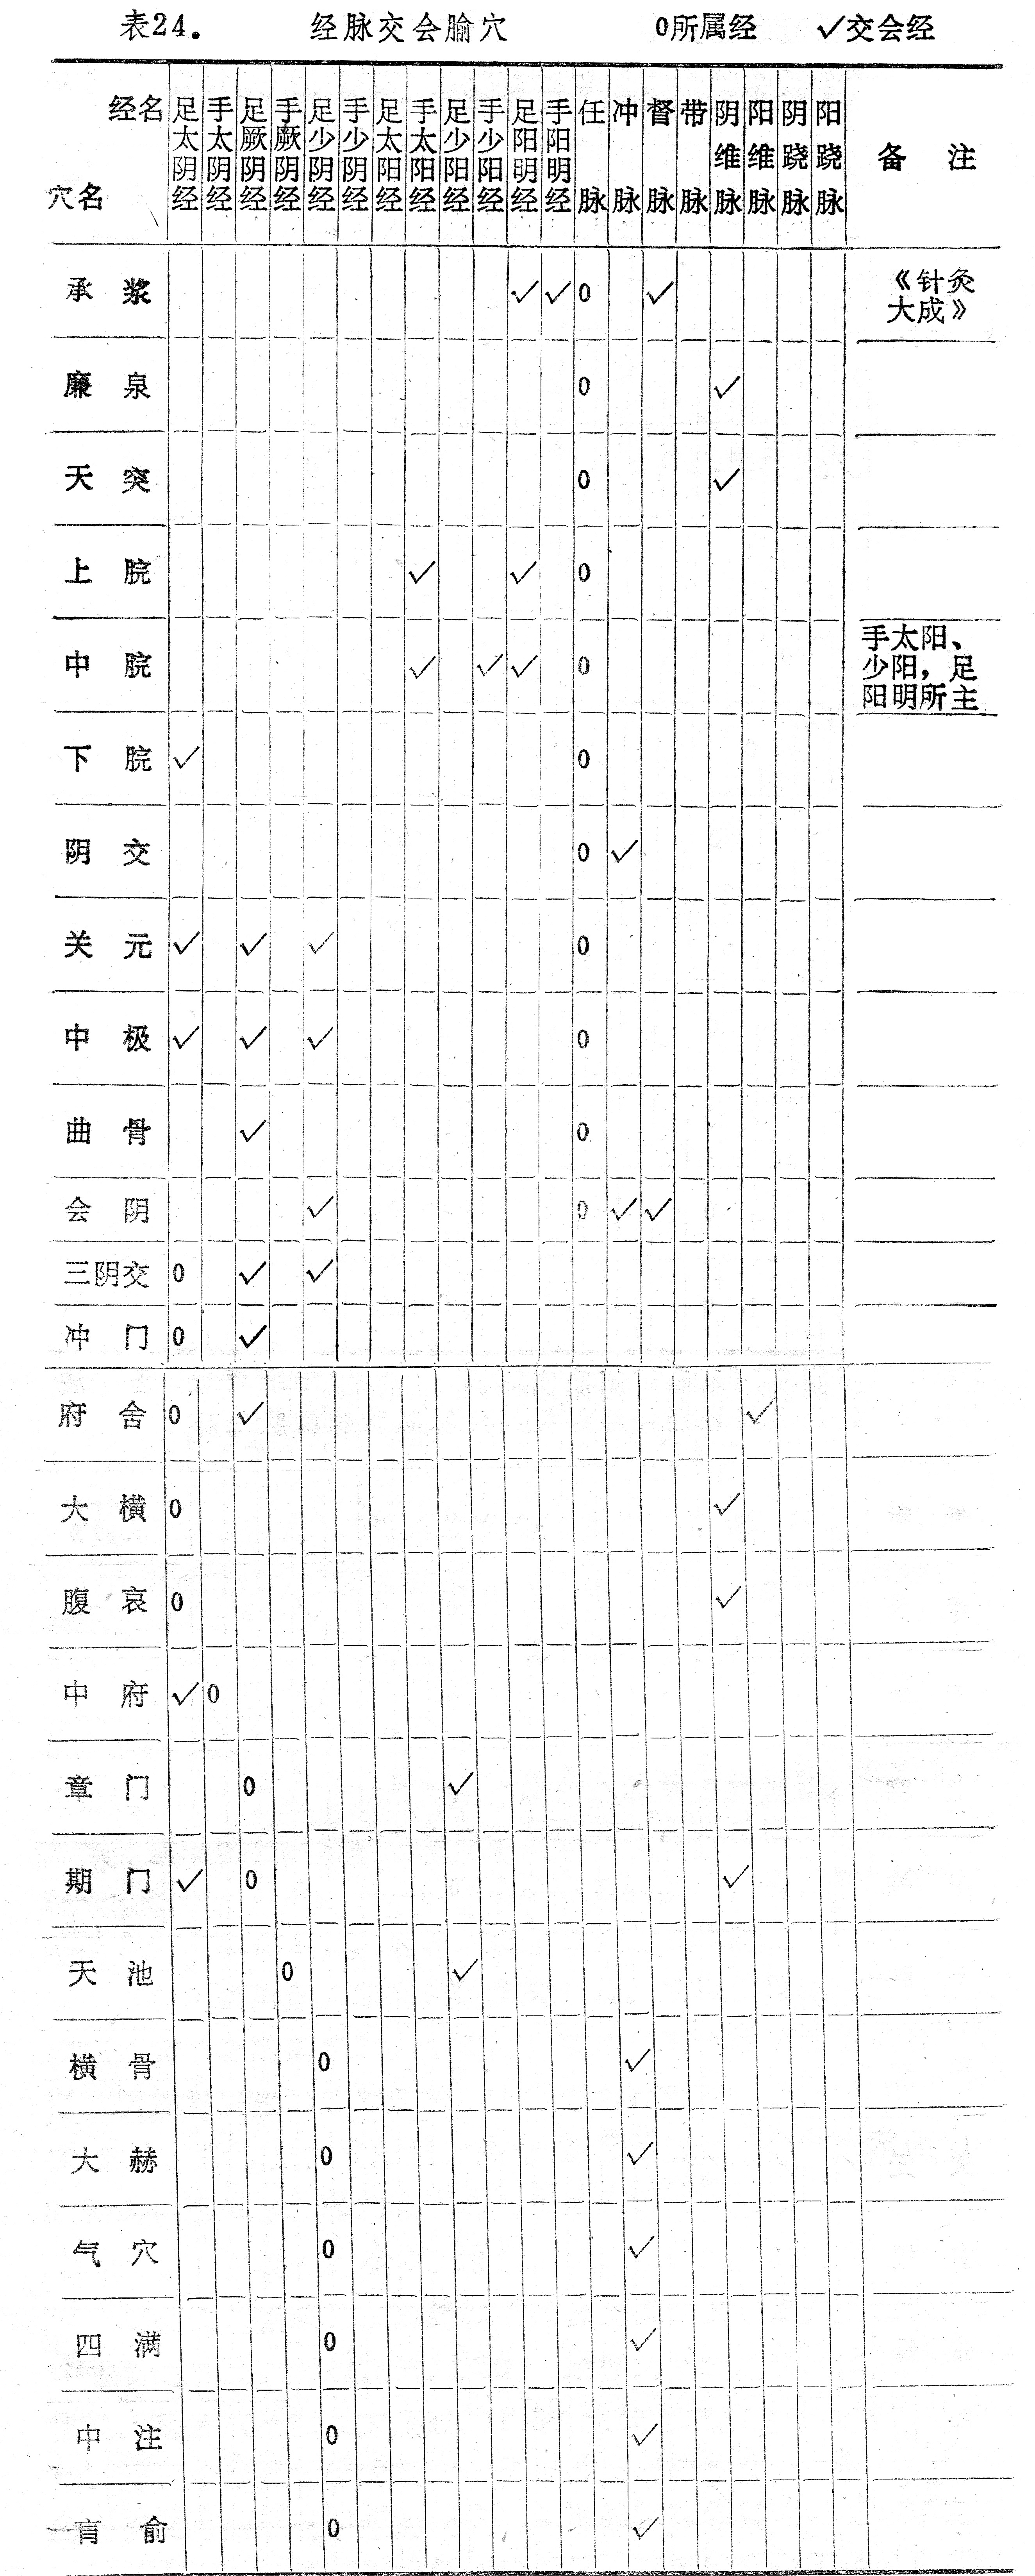 表24. 经脉交会腧穴 0所属经 ✓交会经
经名 穴名 足太阴经 手太阴经 足厥阴经 手厥阴经 足少阴经 手少阴经 足太阳经 手太阳经 足少阳经 手少阳经 足阳明经 手阳明经 任脉 冲脉 督脉 带脉 阴维脉 阳维脉 阴跷脉 阳跷脉 备注
承浆 ✓ ✓ 0 ✓ 《针灸
大成》
廉泉 0 ✓
天突 0 ✓
上脘 ✓ ✓ 0
中脘 ✓ ✓ ✓ 0 手太阳、
少阳，足
阳明所主
下脘 ✓ 0
阴交 0 ✓
关元 ✓ ✓ ✓ 0
中极 ✓ ✓ ✓ 0
曲骨 ✓ 0
会阴 ✓ 0 ✓ ✓
三阴交 0 ✓ ✓
冲门 0 ✓
府舍 0 ✓ ✓
大横 0 ✓
腹哀 0 ✓
中府 ✓ 0
章门 0 ✓
期门 ✓ 0 ✓
天池 0 ✓
横骨 0 ✓
大赫 0 ✓
气穴 0 ✓
四满 0 ✓
中注 0 ✓
肓俞 0 ✓